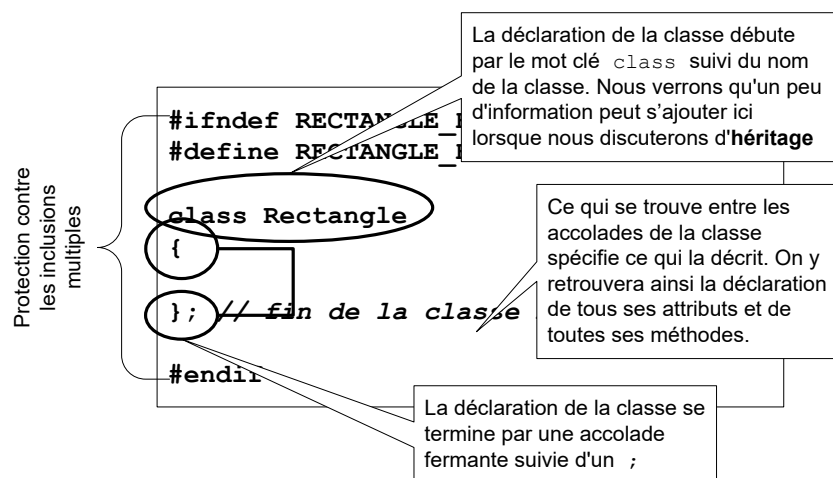 La déclaration de la classe débute
par le mot clé class suivi du nom
de la classe. Nous verrons qu'un peu
d'information peut s’ajouter ici
lorsque nous discuterons d'héritage
#ifndef
#define
class Rectangle
{
}; // fin de la classe
#endif
Protection contre
les inclusions
multiples
Ce qui se trouve entre les
accolades de la classe
spécifie ce qui la décrit. On y
retrouvera ainsi la déclaration
de tous ses attributs et de
toutes ses méthodes.
La déclaration de la classe se
termine par une accolade
fermante suivie d'un ;